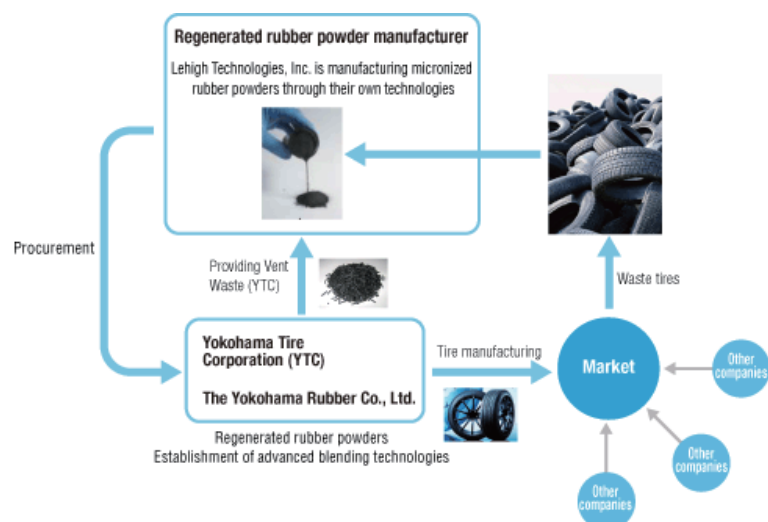 Regenerated rubber powder manufacturer
Lehigh Technologies, Inc. is manufacturing micronized
rubber powders through their own technologies
Procurement
Providing Vent
Waste (YTC)
Waste tires
Yokohama Tire
Corporation (YTC)
The Yokohama Rubber Co., Ltd.
Tire manufacturing
Market
Other
companies
Other
companies
Other
companies
Regenerated rubber powders
Establishment of advanced blending technologies